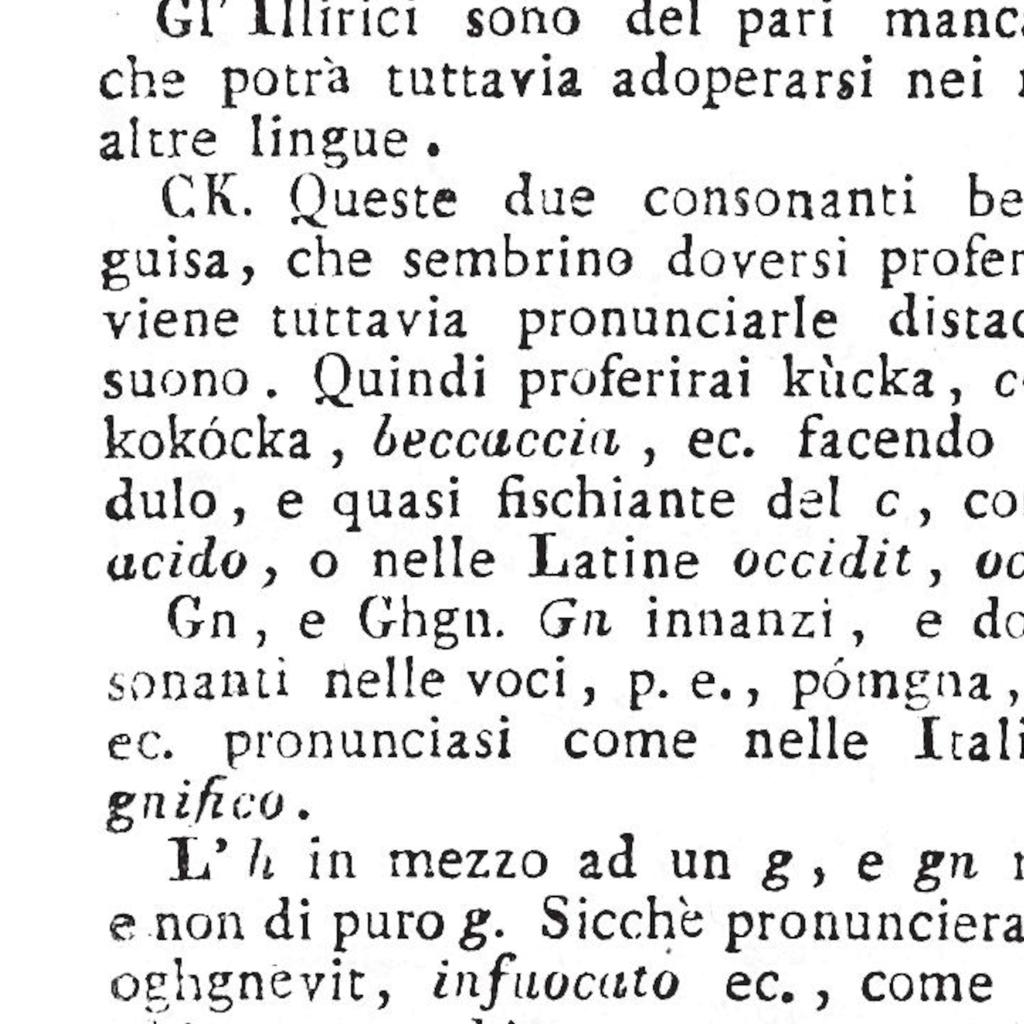 Gl' Illirici sono del pari manc
che potrà tuttavia adoperarsi nei
altre lingue .
CK. Queste due consonanti be
guisa, che sembrino doversi profer
viene tuttavia pronunciarle distac
suono . Quindi proferirai kùcka, c
kokócka , beccaccia , ec. facendo
dulo, e quasi fischiante del c, co
acido, o nelle Latine occidit, oc
Gn, e Ghgn. Gn innanzi, e do
sonanti nelle voci, p. e., pómgna,
ec. pronunciasi come nelle Itali
gnifico.
L' h in mezzo ad un g, e gn
e non di puro g. Sicchè pronunciera
oghgnevit, infuocato ec., come